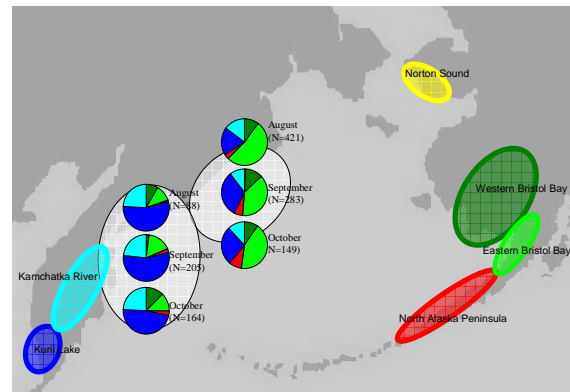 Norton Sound
August
(N=421)
September
(N=283)
October
N=149)
August
(N=88)
September
(N=205)
October
(N=164)
Western Bristol Bay
Eastern Bristol Bay
Kamchatka River
North Alaska Peninsula
Kuril Lake